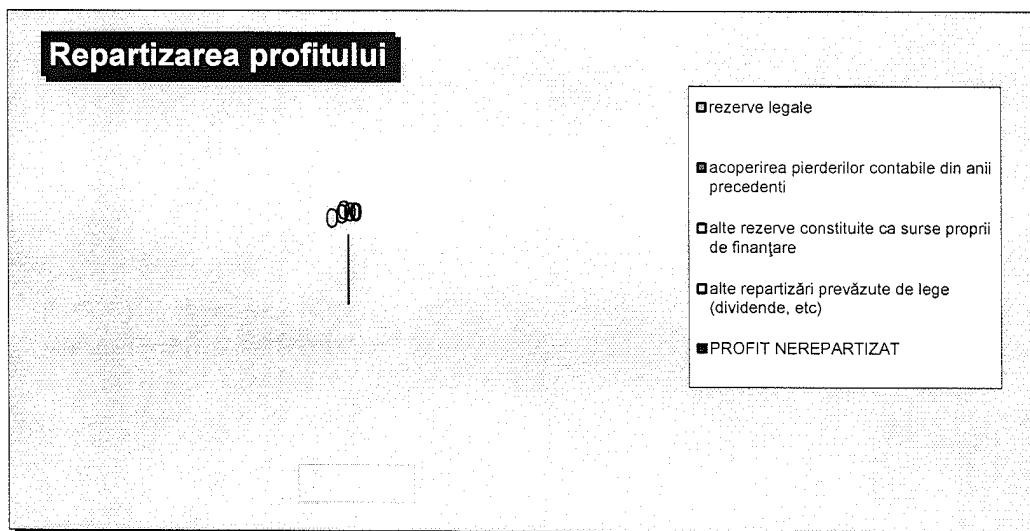 Repartizarea profitului
rezerve legale
acoperirea pierderilor contabile din anii
precedenti
alte rezerve constituite ca surse proprii
de finanţare
alte repartizări prevăzute de lege
(dividende, etc)
PROFIT NEREPARTIZAT